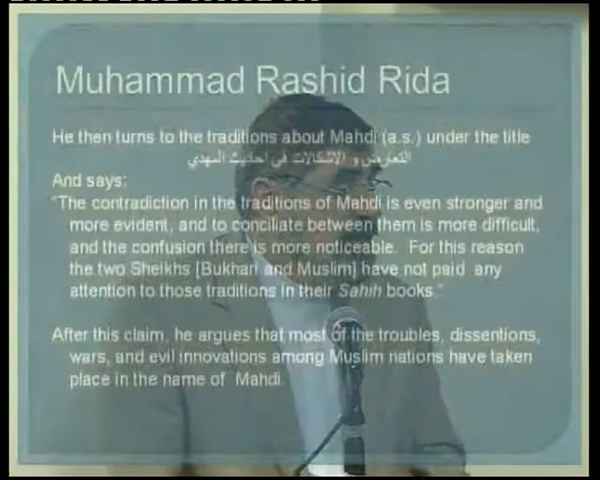 Muhammad Rashid Rida
He then turns to the traditions about Mahdi (a.s.) under the title
التعارض و الاشكالات في احاديث المهدي
And says:
"The contradiction in the traditions of Mahdi is even stronger and
more evident, and to conciliate between them is more difficult,
and the confusion there is more noticeable. For this reason
the two Sheikhs [Bukhari and Muslim] have not paid any
attention to those traditions in their Sahih books."
After this claim, he argues that most of the troubles, dissentions,
wars, and evil innovations among Muslim nations have taken
place in the name of Mahdi.